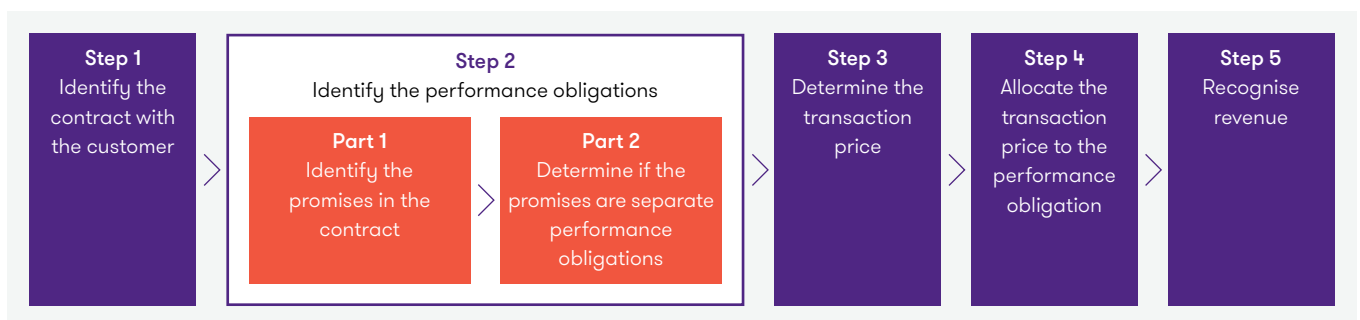 Step 1
Identify the
contract with
the customer
Step 2
Identify the performance obligations
Part 1
Identify the
promises in the
contract
Part 2
Determine if the
promises are separate
performance
obligations
Step 3
Determine the
transaction
price
Step 4
Allocate the
transaction
price to the
performance
obligation
Step 5
Recognise
revenue